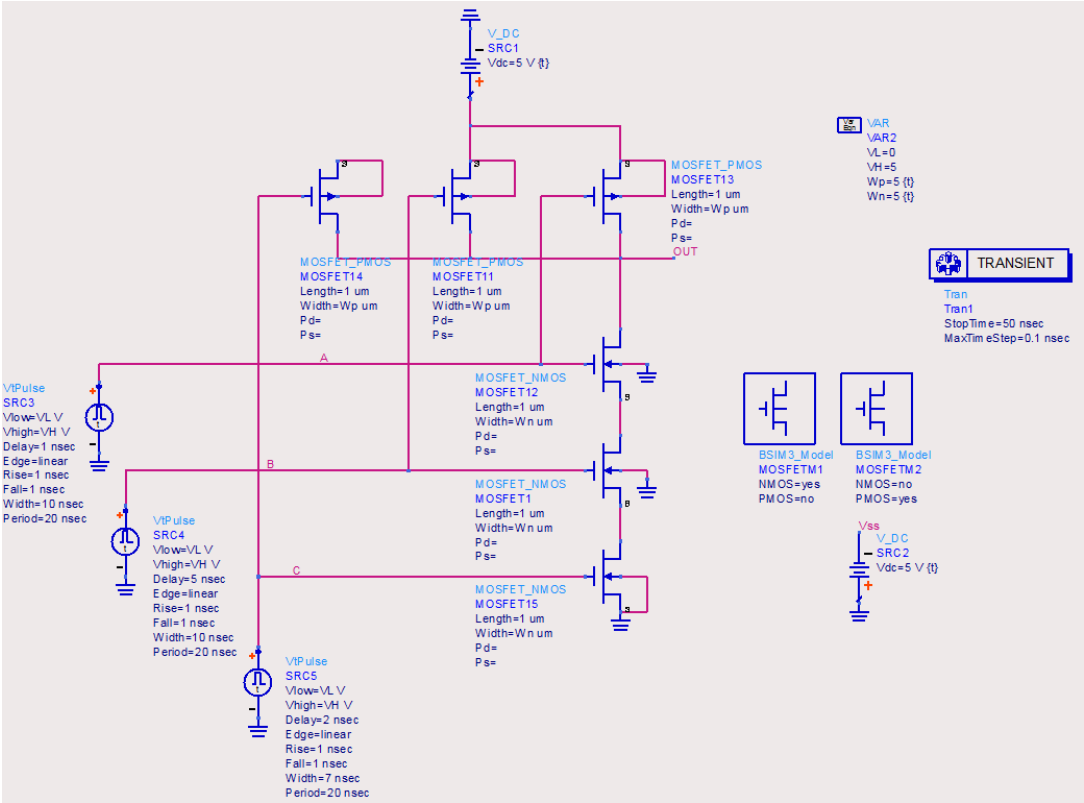 V_DC
SRC1
Vdc=5 V {t}
VAR
VAR2
VL=0
VH=5
Wp=5 {t}
Wn=5 {t}
Var
Eqn
S
S
S
MOSFET_PMOS
MOSFET13
Length=1 um
Width=Wp um
Pd=
Ps=
OUT
MOSFET_PMOS
MOSFET14
Length=1 um
Width=Wp um
Pd=
Ps=
MOSFET_PMOS
MOSFET11
Length=1 um
Width=Wp um
Pd=
Ps=
TRANSIENT
Tran
Tran1
StopTime=50 nsec
MaxTimeStep=0.1 nsec
A
VtPulse
SRC3
Vlow=VL V
Vhigh=VH V
Delay=1 nsec
Edge=linear
Rise=1 nsec
Fall=1 nsec
Width=10 nsec
Period=20 nsec
MOSFET_NMOS
MOSFET12
Length=1 um
Width=Wn um
Pd=
Ps=
S
B
VtPulse
SRC4
Vlow=VL V
Vhigh=VH V
Delay=5 nsec
Edge=linear
Rise=1 nsec
Fall=1 nsec
Width=10 nsec
Period=20 nsec
MOSFET_NMOS
MOSFET1
Length=1 um
Width=Wn um
Pd=
Ps=
S
BSIM3_Model
MOSFETM1
NMOS=yes
PMOS=no
BSIM3_Model
MOSFETM2
NMOS=no
PMOS=yes
Vss
V_DC
SRC2
Vdc=5 V {t}
C
MOSFET_NMOS
MOSFET15
Length=1 um
Width=Wn um
Pd=
Ps=
S
VtPulse
SRC5
Vlow=VL V
Vhigh=VH V
Delay=2 nsec
Edge=linear
Rise=1 nsec
Fall=1 nsec
Width=7 nsec
Period=20 nsec